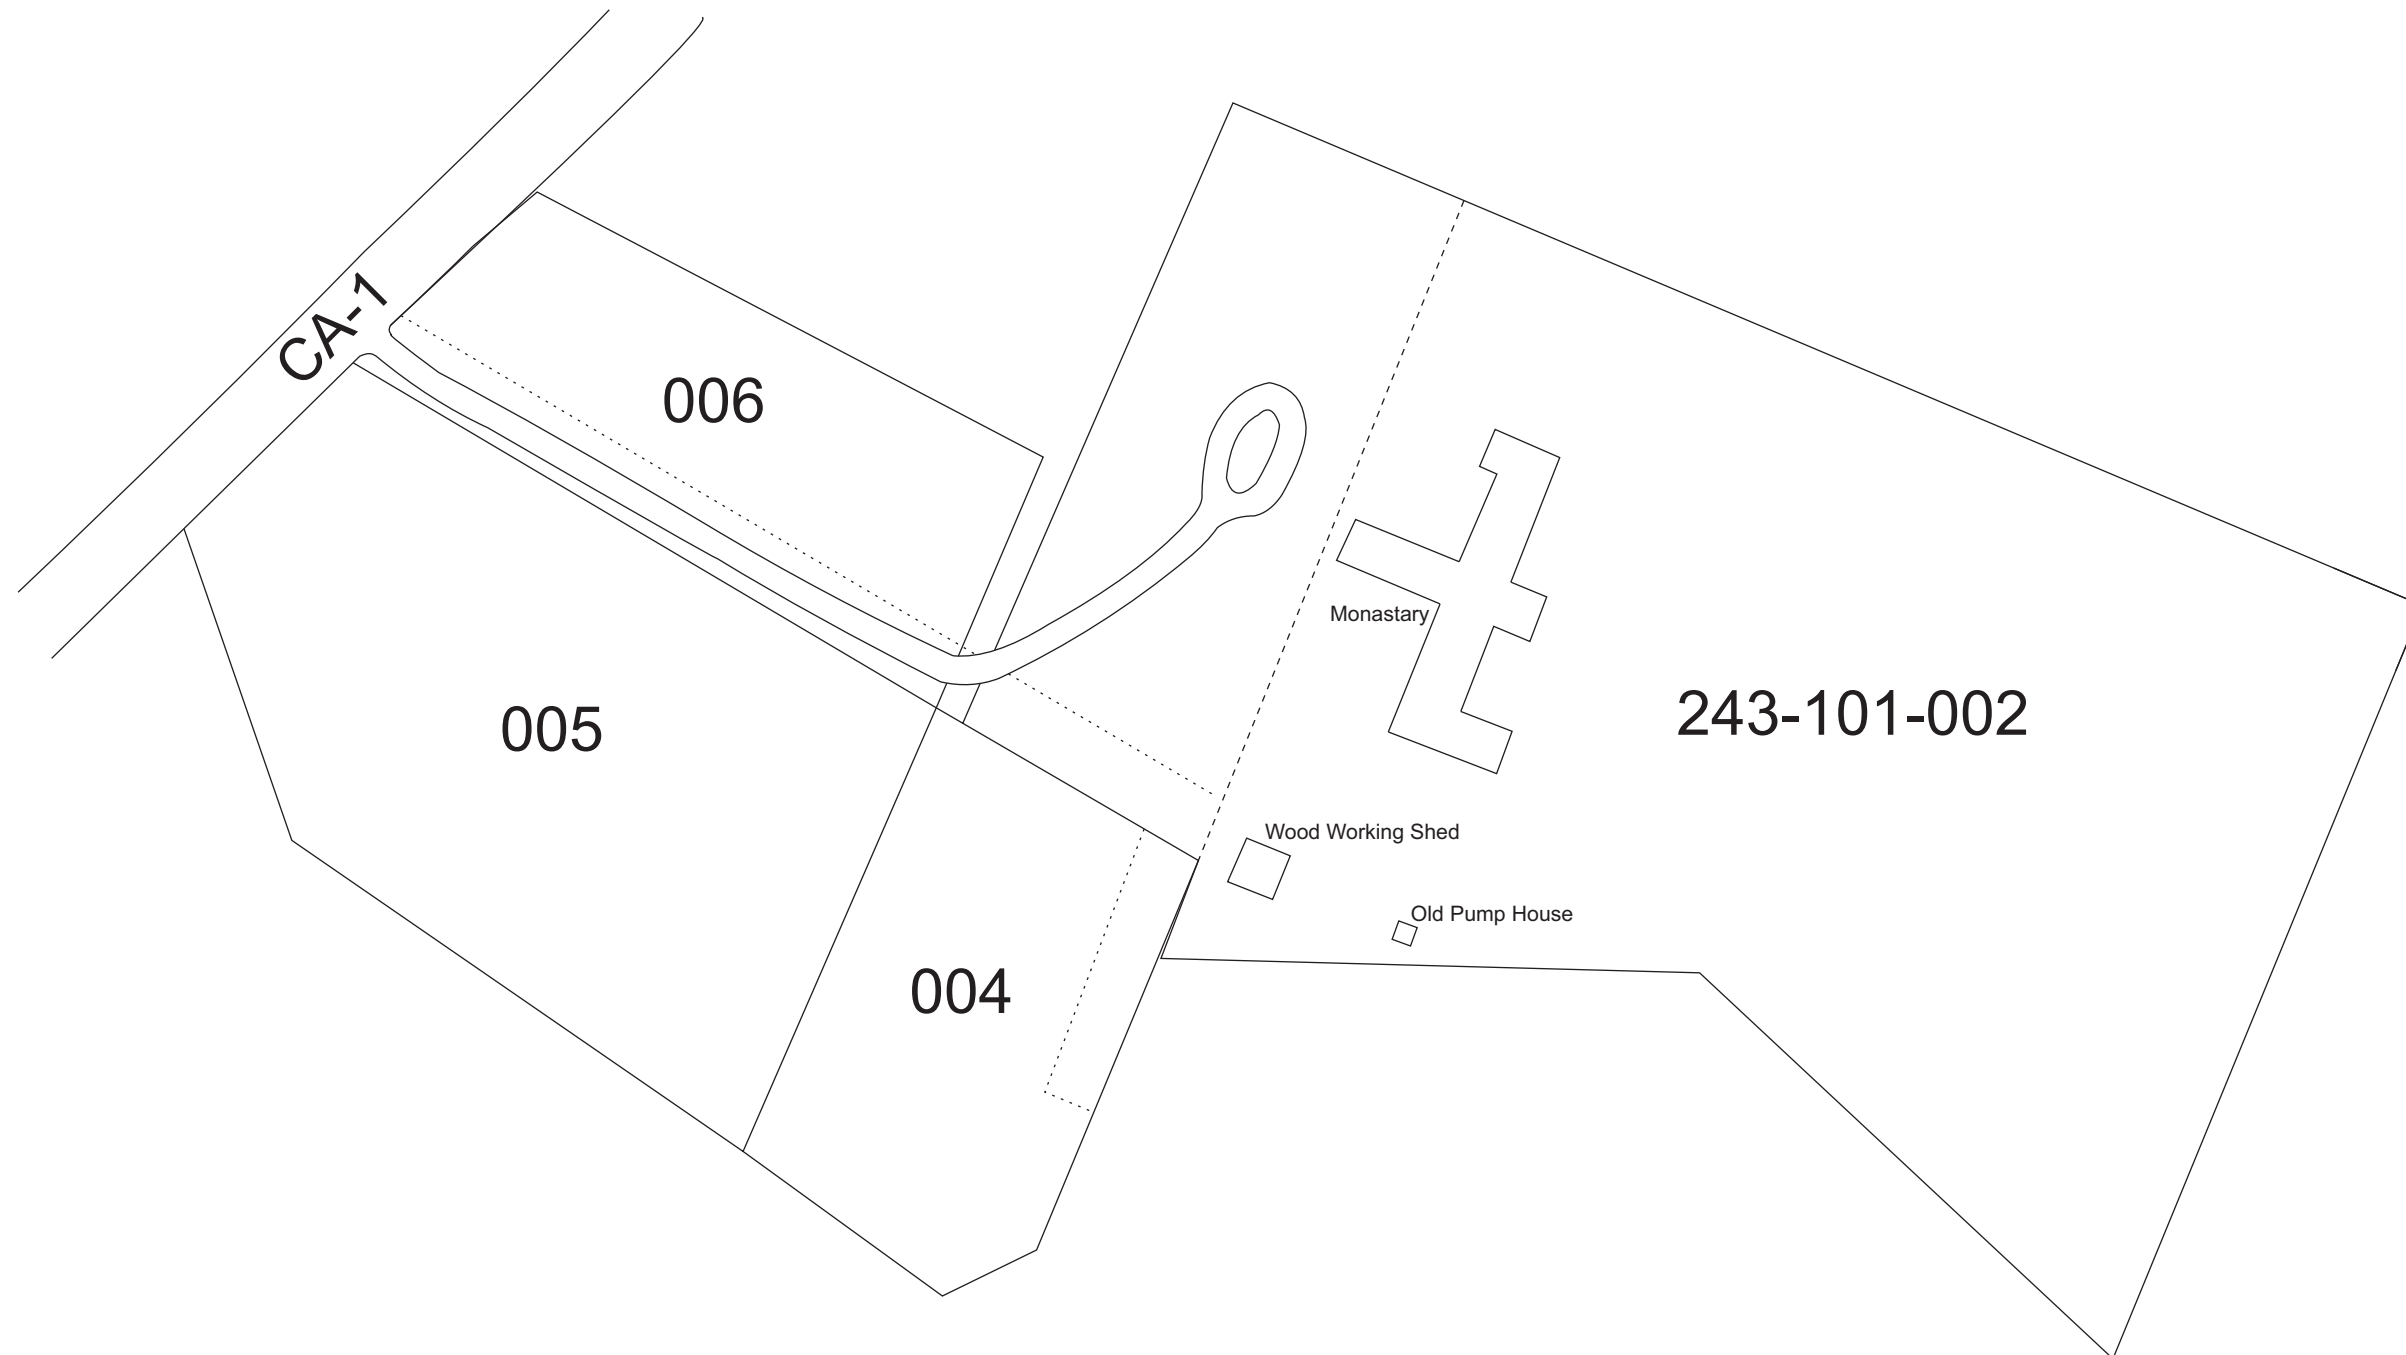 CA-1
006
Monastary
243-101-002
005
Wood Working Shed
Old Pump House
004